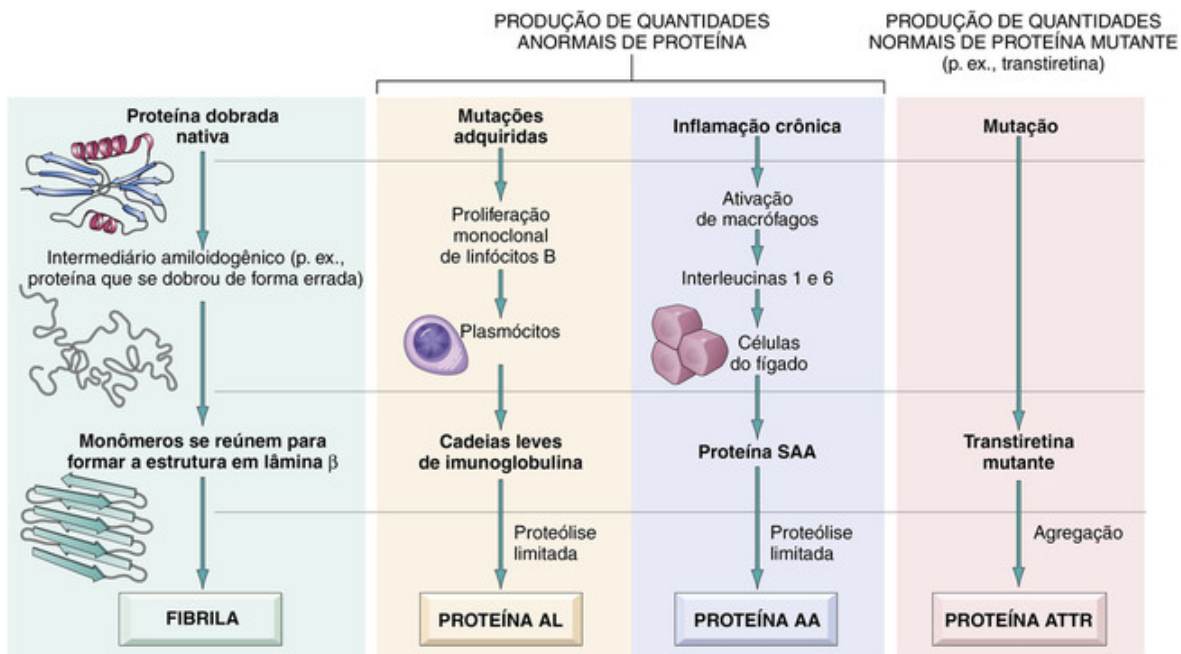 PRODUÇÃO DE QUANTIDADES
ANORMAIS DE PROTEÍNA
PRODUÇÃO DE QUANTIDADES
NORMAIS DE PROTEÍNA MUTANTE
(p. ex., transtiretina)
Proteína dobrada
nativa
Intermediário amiloidogênico (p. ex.,
proteína que se dobrou de forma errada)
Monômeros se reúnem para
formar a estrutura em lâmina β
FIBRILA
Mutações
adquiridas
Proliferação
monoclonal
de linfócitos B
Plasmócitos
Cadeias leves
de imunoglobulina
Proteólise
limitada
PROTEÍNA AL
Inflamação crônica
Ativação
de macrófagos
Interleucinas 1 e 6
Células
do fígado
Proteína SAA
Proteólise
limitada
PROTEÍNA AA
Mutação
Transtiretina
mutante
Agregação
PROTEÍNA ATTR